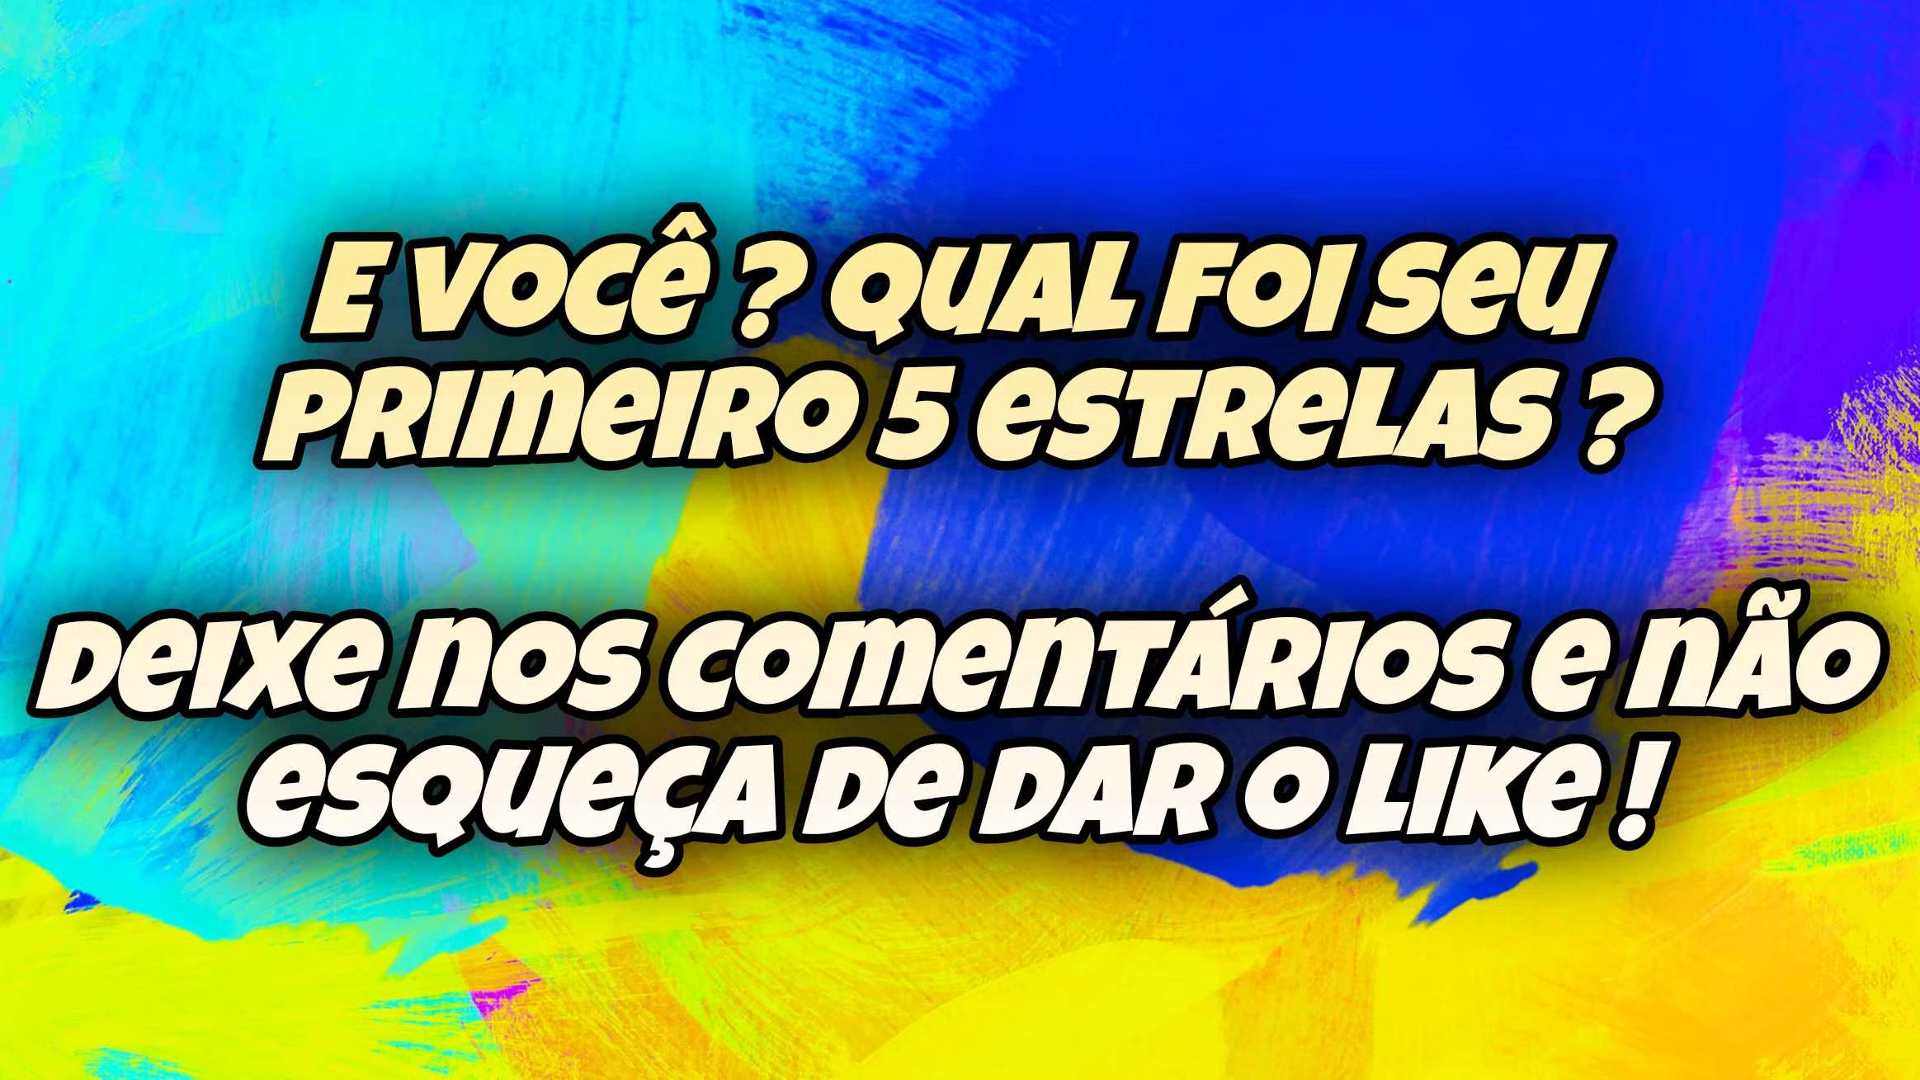 E você ? Qual foi seu
primeiro 5 estrelas ?
Deixe nos comentários e não
esqueça de dar o like !